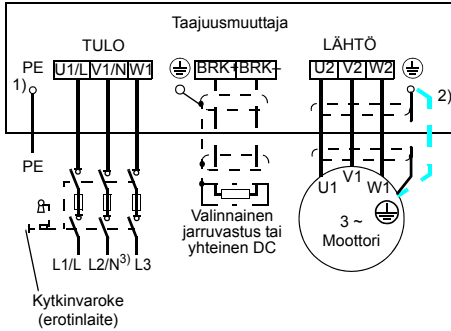 Taajuusmuuttaja
TULO
LÄHTÖ
PE U1/L V1/N W1 BRK+ BRK- U2 V2 W2
1)
2)
PE
U1 V1 W1
3 ~
Moottori
Valinnainen
jarruvastus tai
yhteinen DC
L1/L L2/N3) L3
Kytkinvaroke
(erotinlaite)